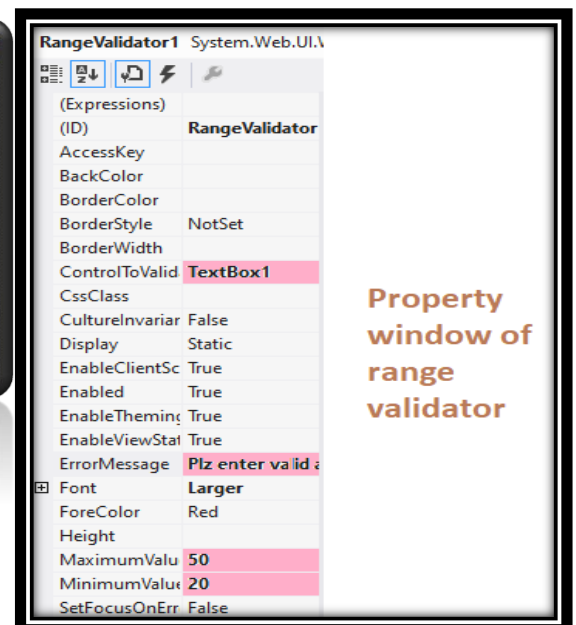 RangeValidator1 System.Web.UI.\
(Expressions)
(ID) RangeValidator
AccessKey
BackColor
BorderColor
BorderStyle NotSet
BorderWidth
ControlToValid TextBox1
CssClass
CultureInvarian False
Display Static
EnableClientSc True
Enabled True
EnableTheming True
EnableViewStat True
ErrorMessage Plz enter valid a
Font Larger
ForeColor Red
Height
MaximumValu 50
MinimumValue 20
SetFocusOnErr False
Property
window of
range
validator